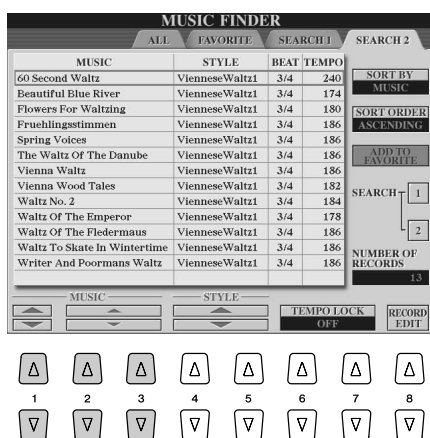 MUSIC FINDER
ALL FAVORITE SEARCH 1 SEARCH 2
MUSIC STYLE BEAT TEMPO
60 Second Waltz VienneseWaltz1 3/4 240
Beautiful Blue River VienneseWaltz1 3/4 174
Flowers For Waltzing VienneseWaltz1 3/4 180
Fruehlingsstimmen VienneseWaltz1 3/4 186
Spring Voices VienneseWaltz1 3/4 186
The Waltz Of The Danube VienneseWaltz1 3/4 186
Vienna Waltz VienneseWaltz1 3/4 186
Vienna Wood Tales VienneseWaltz1 3/4 182
Waltz No. 2 VienneseWaltz1 3/4 184
Waltz Of The Emperor VienneseWaltz1 3/4 178
Waltz Of The Fledermaus VienneseWaltz1 3/4 186
Waltz To Skate In Wintertime VienneseWaltz1 3/4 186
Writer And Poormans Waltz VienneseWaltz1 3/4 186
SORT BY
MUSIC
SORT ORDER
ASCENDING
ADD TO
FAVORITE
SEARCH 1
2
NUMBER OF
RECORDS
13
MUSIC STYLE
TEMPO LOCK
OFF
RECORD
EDIT
1 2 3 4 5 6 7 8